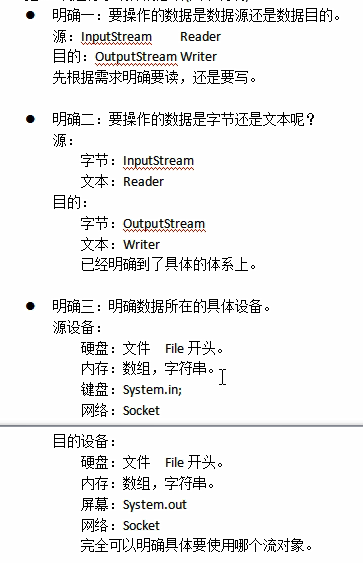 ● 明确一：要操作的数据是数据源还是数据目的。
源：InputStream Reader
目的：OutputStream Writer
先根据需求明确要读，还是要写。
● 明确二：要操作的数据是字节还是文本呢？
源：
字节：InputStream
文本：Reader
目的：
字节：OutputStream
文本：Writer
已经明确到了具体的体系上。
● 明确三：明确数据所在的具体设备。
源设备：
硬盘：文件 File 开头。
内存：数组，字符串。
键盘：System.in;
网络：Socket
目的设备：
硬盘：文件 File 开头。
内存：数组，字符串。
屏幕：System.out
网络：Socket
完全可以明确具体要使用哪个流对象。